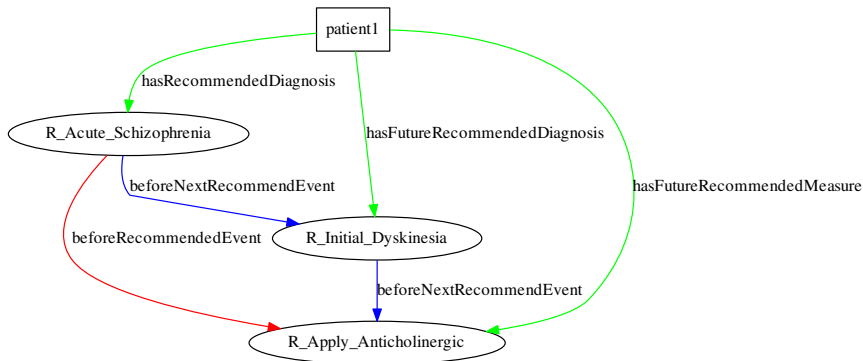 patient1
hasRecommendedDiagnosis
R_Acute_Schizophrenia
hasFutureRecommendedDiagnosis
beforeNextRecommendEvent
hasFutureRecommendedMeasure
beforeRecommendedEvent
R_Initial_Dyskinesia
beforeNextRecommendEvent
R_Apply_Anticholinergic